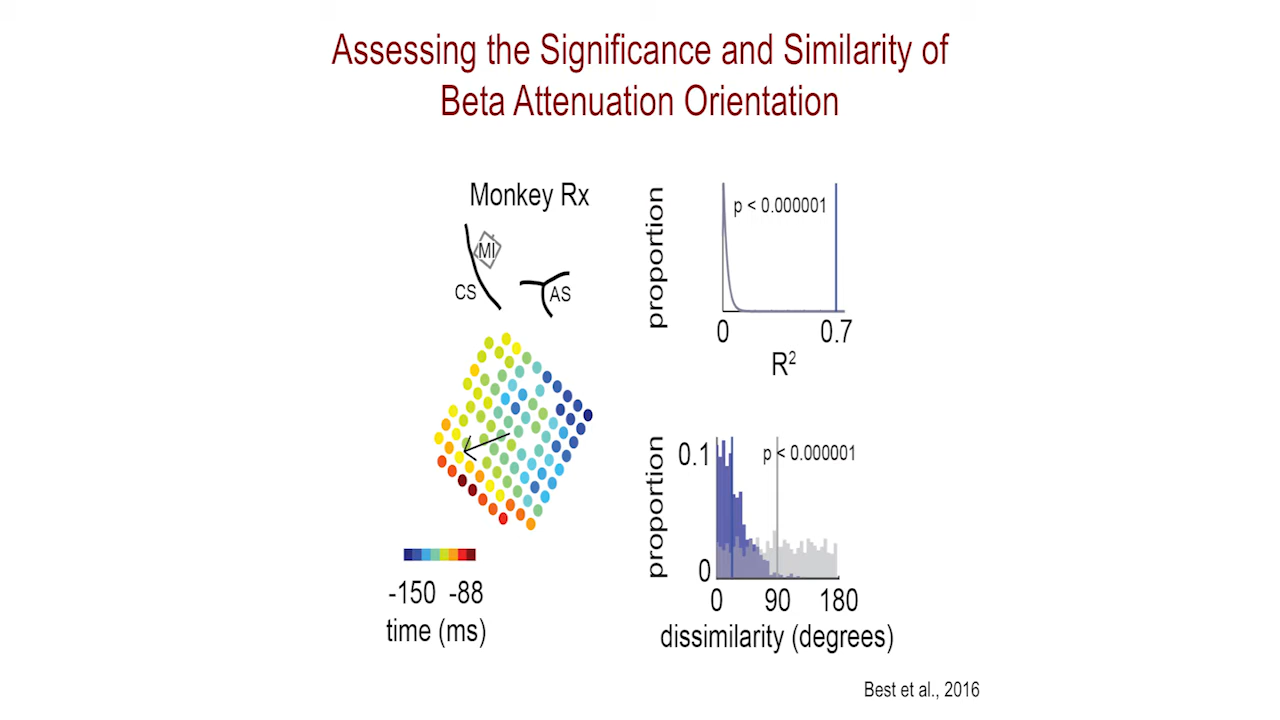 Assessing the Significance and Similarity of
Beta Attenuation Orientation
Monkey Rx
MI
CS
AS
-150 -88
time (ms)
proportion
p < 0.000001
0 0.7
R²
proportion
0.1
0
p < 0.000001
0 90 180
dissimilarity (degrees)
Best et al., 2016